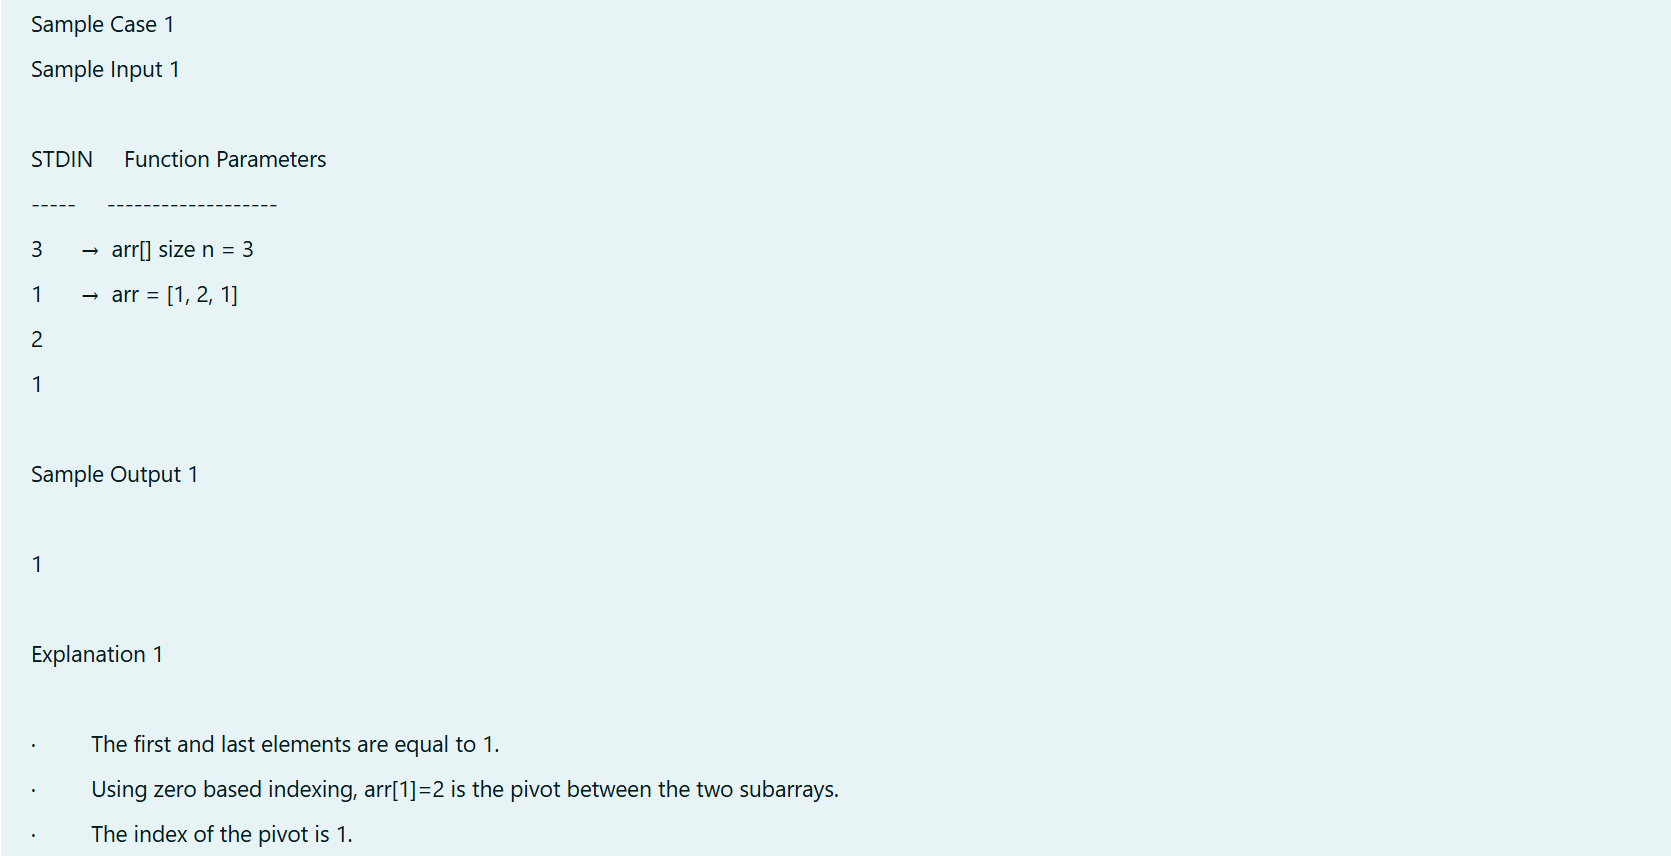 Sample Case 1
Sample Input 1
STDIN Function Parameters
----- -------------------
3 → arr[] size n = 3
1 → arr = [1, 2, 1]
2
1
Sample Output 1
1
Explanation 1
· The first and last elements are equal to 1.
· Using zero based indexing, arr[1]=2 is the pivot between the two subarrays.
· The index of the pivot is 1.